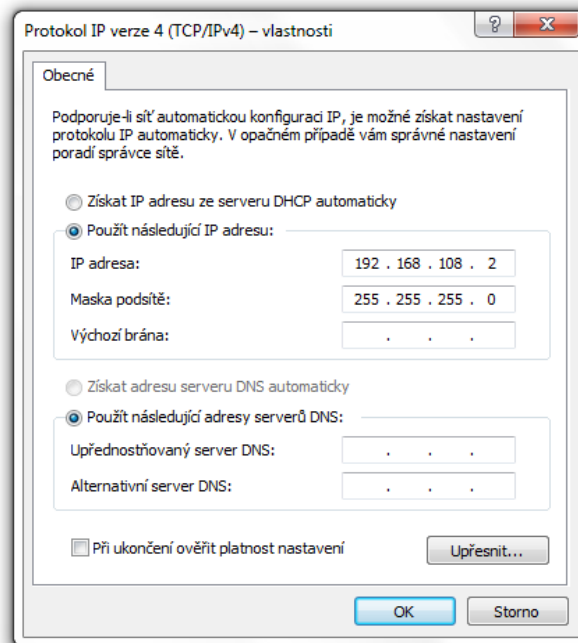 Protokol IP verze 4 (TCP/IPv4) – vlastnosti
Obecné
Podporuje-li síť automatickou konfiguraci IP, je možné získat nastavení
protokolu IP automaticky. V opačném případě vám správné nastavení
poradí správce sítě.
Získat IP adresu ze serveru DHCP automaticky
Použít následující IP adresu:
IP adresa: 192 . 168 . 108 . 2
Maska podsítě: 255 . 255 . 255 . 0
Výchozí brána: . . .
Získat adresu serveru DNS automaticky
Použít následující adresy serverů DNS:
Upřednostňovaný server DNS: . . .
Alternativní server DNS: . . .
Při ukončení ověřit platnost nastavení Upřesnit...
OK Storno